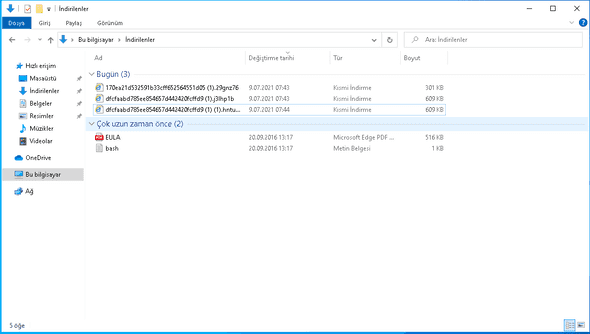 İndirilenler
Dosya Giriş Paylaş Görünüm
Bu bilgisayar > İndirilenler Ara: İndirilenler
Ad Değiştirme tarihi Tür Boyut
Hızlı erişim
Masaüstü
İndirilenler
Belgeler
Resimler
Müzikler
Videolar
OneDrive
Bu bilgisayar
Ağ
Bugün (3)
170ea21d532591b33cff652564551d05 (1).29gnz76 9.07.2021 07:43 Kısmi İndirme 301 KB
dfcfaabd785ee854657d442420fcffd9 (1).j3lhp1b 9.07.2021 07:43 Kısmi İndirme 609 KB
dfcfaabd785ee854657d442420fcffd9 (1) (1).hntu... 9.07.2021 07:44 Kısmi İndirme 609 KB
Çok uzun zaman önce (2)
EULA 20.09.2016 13:17 Microsoft Edge PDF ... 516 KB
bash 20.09.2016 13:17 Metin Belgesi 1 KB
5 öğe